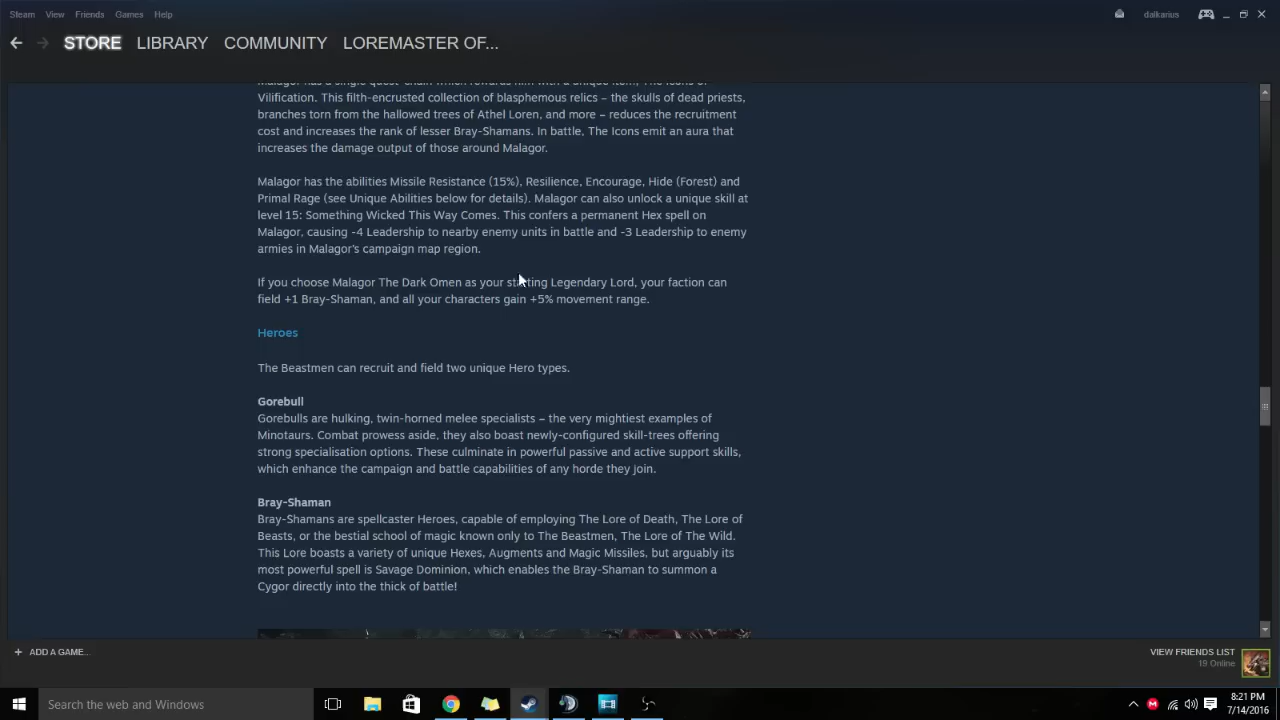 Steam View Friends Games Help
dalkarius
STORE LIBRARY COMMUNITY LOREMASTER OF...
Malagor has a single quest-chain which rewards him with a unique item, The Icons of
Vilification. This filth-encrusted collection of blasphemous relics – the skulls of dead priests,
branches torn from the hallowed trees of Athel Loren, and more – reduces the recruitment
cost and increases the rank of lesser Bray-Shamans. In battle, The Icons emit an aura that
increases the damage output of those around Malagor.
Malagor has the abilities Missile Resistance (15%), Resilience, Encourage, Hide (Forest) and
Primal Rage (see Unique Abilities below for details). Malagor can also unlock a unique skill at
level 15: Something Wicked This Way Comes. This confers a permanent Hex spell on
Malagor, causing -4 Leadership to nearby enemy units in battle and -3 Leadership to enemy
armies in Malagor's campaign map region.
If you choose Malagor The Dark Omen as your starting Legendary Lord, your faction can
field +1 Bray-Shaman, and all your characters gain +5% movement range.
Heroes
The Beastmen can recruit and field two unique Hero types.
Gorebull
Gorebulls are hulking, twin-horned melee specialists – the very mightiest examples of
Minotaurs. Combat prowess aside, they also boast newly-configured skill-trees offering
strong specialisation options. These culminate in powerful passive and active support skills,
which enhance the campaign and battle capabilities of any horde they join.
Bray-Shaman
Bray-Shamans are spellcaster Heroes, capable of employing The Lore of Death, The Lore of
Beasts, or the bestial school of magic known only to The Beastmen, The Lore of The Wild.
This Lore boasts a variety of unique Hexes, Augments and Magic Missiles, but arguably its
most powerful spell is Savage Dominion, which enables the Bray-Shaman to summon a
Cygor directly into the thick of battle!
+ ADD A GAME...
VIEW FRIENDS LIST
19 Online
Search the web and Windows
8:21 PM
7/14/2016